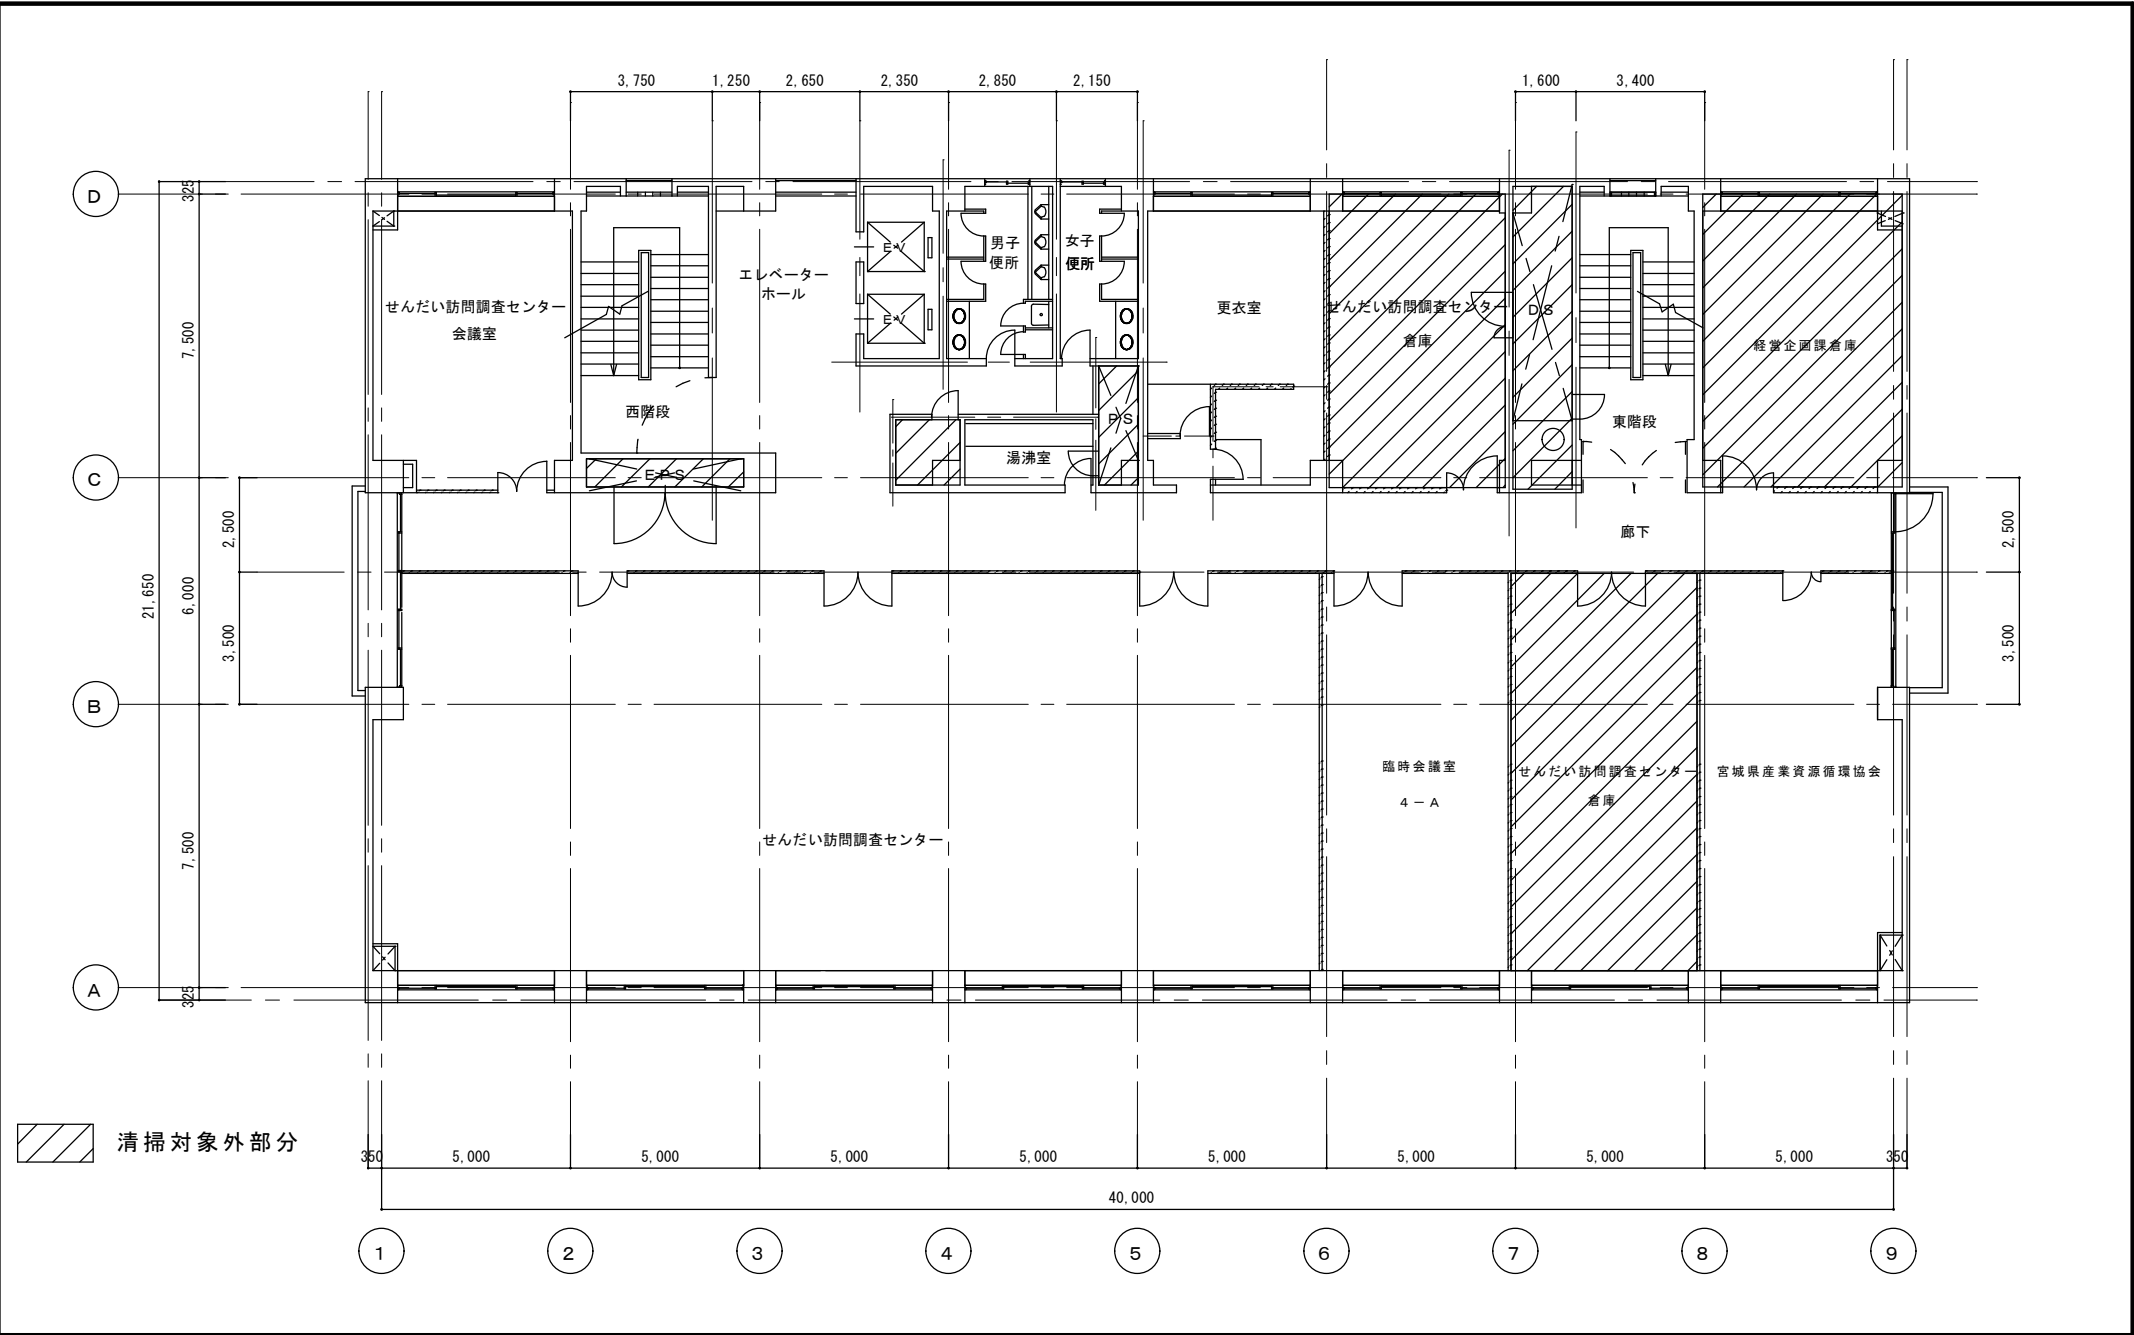 3,750 1,250 2,650 2,350 2,850 2,150 1,600 3,400
D
325
7,500
せんだい訪問調査センター
会議室
西階段
エレベーター
ホール
EV
EV
男子
便所
女子
便所
更衣室
せんだい訪問調査センター
倉庫
DS
東階段
経営企画課倉庫
PS
湯沸室
EPS
C
2,500
廊下
2,500
21,650
6,000
3,500
3,500
B
臨時会議室
4-A
せんだい訪問調査センター
倉庫
宮城県産業資源循環協会
せんだい訪問調査センター
7,500
A
325
清掃対象外部分
350 5,000 5,000 5,000 5,000 5,000 5,000 5,000 5,000 350
40,000
1 2 3 4 5 6 7 8 9